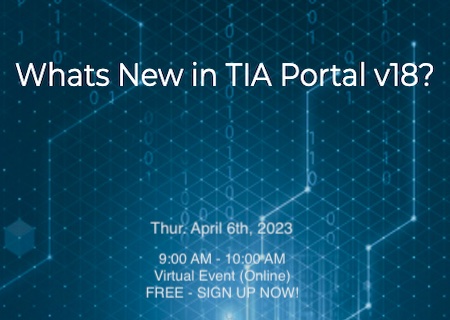 Whats New in TIA Portal v18?
Thur. April 6th, 2023
9:00 AM - 10:00 AM
Virtual Event (Online)
FREE - SIGN UP NOW!